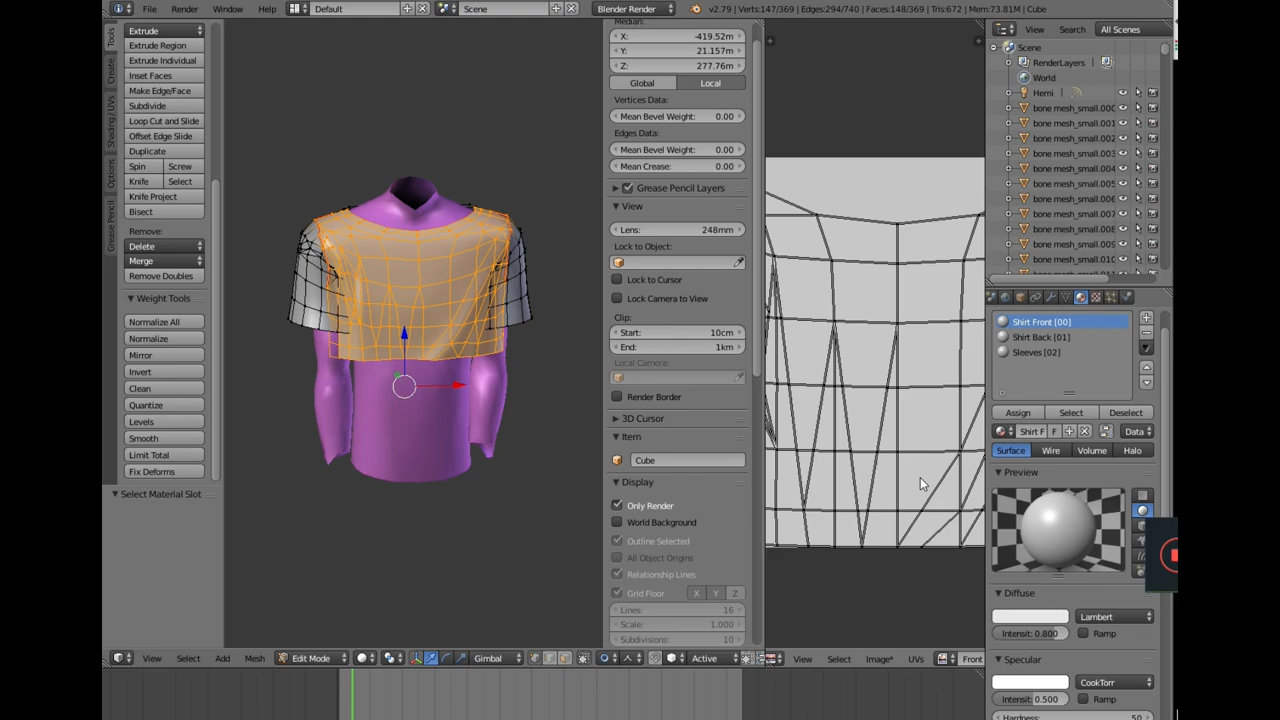 File Render Window Help Default Scene Blender Render v2.79 | Verts:147/369 | Edges:294/740 | Faces:148/369 | Tris:672 | Mem:73.81M | Cube
Tools
Create
Shading / UVs
Options
Grease Pencil
Extrude
Extrude Region
Extrude Individual
Inset Faces
Make Edge/Face
Subdivide
Loop Cut and Slide
Offset Edge Slide
Duplicate
Spin Screw
Knife Select
Knife Project
Bisect
Remove:
Delete
Merge
Remove Doubles
Weight Tools
Normalize All
Normalize
Mirror
Invert
Clean
Quantize
Levels
Smooth
Limit Total
Fix Deforms
Select Material Slot
Median:
X: -419.52m
Y: 21.157m
Z: 277.76m
Global Local
Vertices Data:
Mean Bevel Weight: 0.00
Edges Data:
Mean Bevel Weight: 0.00
Mean Crease: 0.00
Grease Pencil Layers
View
Lens: 248mm
Lock to Object:
Lock to Cursor
Lock Camera to View
Clip:
Start: 10cm
End: 1km
Local Camera:
Render Border
3D Cursor
Item
Cube
Display
Only Render
World Background
Outline Selected
All Object Origins
Relationship Lines
Grid Floor X Y Z
Lines: 16
Scale: 1.000
Subdivisions: 10
View Select Add Mesh Edit Mode Gimbal Active
View Select Image* UVs Front
View Search All Scenes
Scene
RenderLayers
World
Hemi
bone mesh_small.000
bone mesh_small.001
bone mesh_small.002
bone mesh_small.003
bone mesh_small.004
bone mesh_small.005
bone mesh_small.006
bone mesh_small.007
bone mesh_small.008
bone mesh_small.009
bone mesh_small.010
Shirt Front [00]
Shirt Back [01]
Sleeves [02]
Assign Select Deselect
Shirt F F Data
Surface Wire Volume Halo
Preview
Diffuse
Lambert
Intensit: 0.800 Ramp
Specular
CookTorr
Intensit: 0.500 Ramp